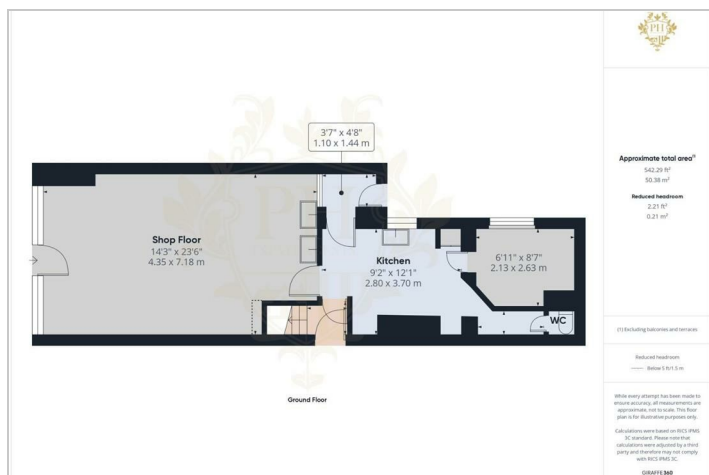 PH
3'7" x 4'8"
1.10 x 1.44 m
Shop Floor
14'3" x 23'6"
4.35 x 7.18 m
Kitchen
9'2" x 12'1"
2.80 x 3.70 m
6'11" x 8'7"
2.13 x 2.63 m
WC
Ground Floor
PH
Approximate total area⁽¹⁾
542.29 ft²
50.38 m²
Reduced headroom
2.21 ft²
0.21 m²
(1) Excluding balconies and terraces
Reduced headroom
Below 5 ft/1.5 m
While every attempt has been made to
ensure accuracy, all measurements are
approximate, not to scale. This floor
plan is for illustrative purposes only.
Calculations were based on RICS IPMS
3C standard. Please note that
calculations were adjusted by a third
party and therefore may not comply
with RICS IPMS 3C.
GIRAFFE360